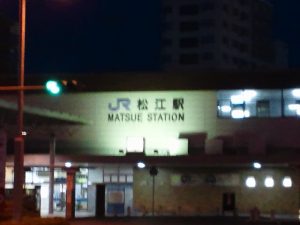 JR 松江駅
MATSUE STATION